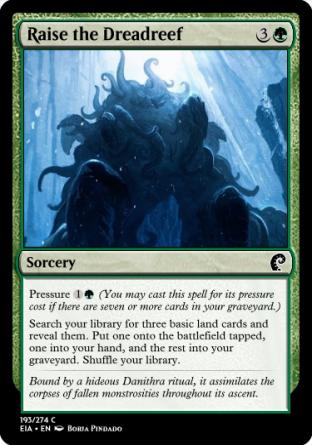 Raise the Dreadreef 3
Sorcery
Pressure 1 (You may cast this spell for its pressure
cost if there are seven or more cards in your graveyard.)
Search your library for three basic land cards and
reveal them. Put one onto the battlefield tapped,
one into your hand, and the rest into your
graveyard. Shuffle your library.
Bound by a hideous Danithra ritual, it assimilates the
corpses of fallen monstrosities throughout its ascent.
193/274 C
EIA • EN Borja Pindado